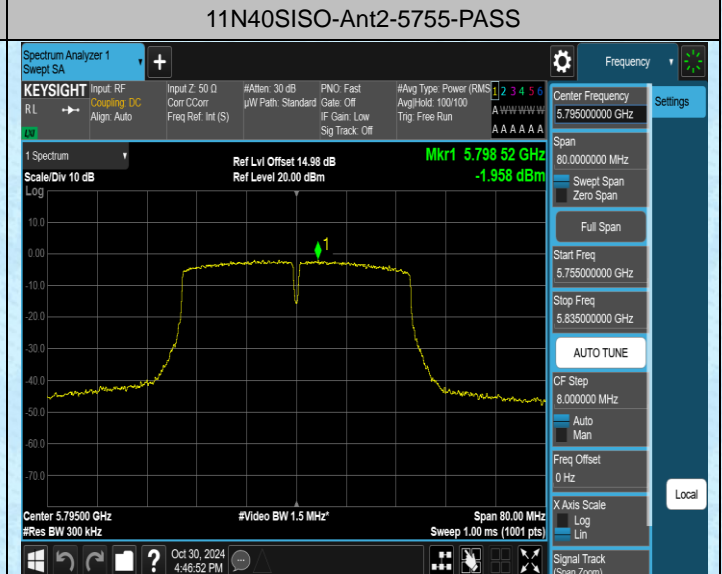 11N40SISO-Ant2-5755-PASS
Spectrum Analyzer 1
Swept SA
+
Frequency
KEYSIGHT
R L
Input: RF
Coupling: DC
Align: Auto
Input Z: 50 Ω
Corr CCorr
Freq Ref: Int (S)
#Atten: 30 dB
µW Path: Standard
PNO: Fast
Gate: Off
IF Gain: Low
Sig Track: Off
#Avg Type: Power (RMS
Avg|Hold: 100/100
Trig: Free Run
1 2 3 4 5 6
A W W W W W
A A A A A A
1 Spectrum
Scale/Div 10 dB
Log
Ref Lvl Offset 14.98 dB
Ref Level 20.00 dBm
Mkr1 5.798 52 GHz
-1.958 dBm
10.0
0.00
-10.0
-20.0
-30.0
-40.0
-50.0
-60.0
-70.0
1
Center 5.79500 GHz
#Res BW 300 kHz
#Video BW 1.5 MHz*
Span 80.00 MHz
Sweep 1.00 ms (1001 pts)
Center Frequency
5.795000000 GHz
Settings
Span
80.0000000 MHz
Swept Span
Zero Span
Full Span
Start Freq
5.755000000 GHz
Stop Freq
5.835000000 GHz
AUTO TUNE
CF Step
8.000000 MHz
Auto
Man
Freq Offset
0 Hz
X Axis Scale
Log
Lin
Local
Signal Track
(Span Zoom)
?
Oct 30, 2024
4:46:52 PM